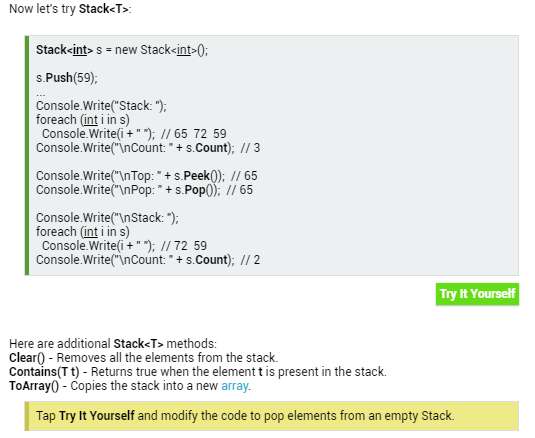 Now let's try Stack<T>:
Stack<int> s = new Stack<int>();
s.Push(59);
...
Console.Write("Stack: ");
foreach (int i in s)
Console.Write(i + " "); // 65 72 59
Console.Write("\nCount: " + s.Count); // 3
Console.Write("\nTop: " + s.Peek()); // 65
Console.Write("\nPop: " + s.Pop()); // 65
Console.Write("\nStack: ");
foreach (int i in s)
Console.Write(i + " "); // 72 59
Console.Write("\nCount: " + s.Count); // 2
Try It Yourself
Here are additional Stack<T> methods:
Clear() - Removes all the elements from the stack.
Contains(T t) - Returns true when the element t is present in the stack.
ToArray() - Copies the stack into a new array.
Tap Try It Yourself and modify the code to pop elements from an empty Stack.